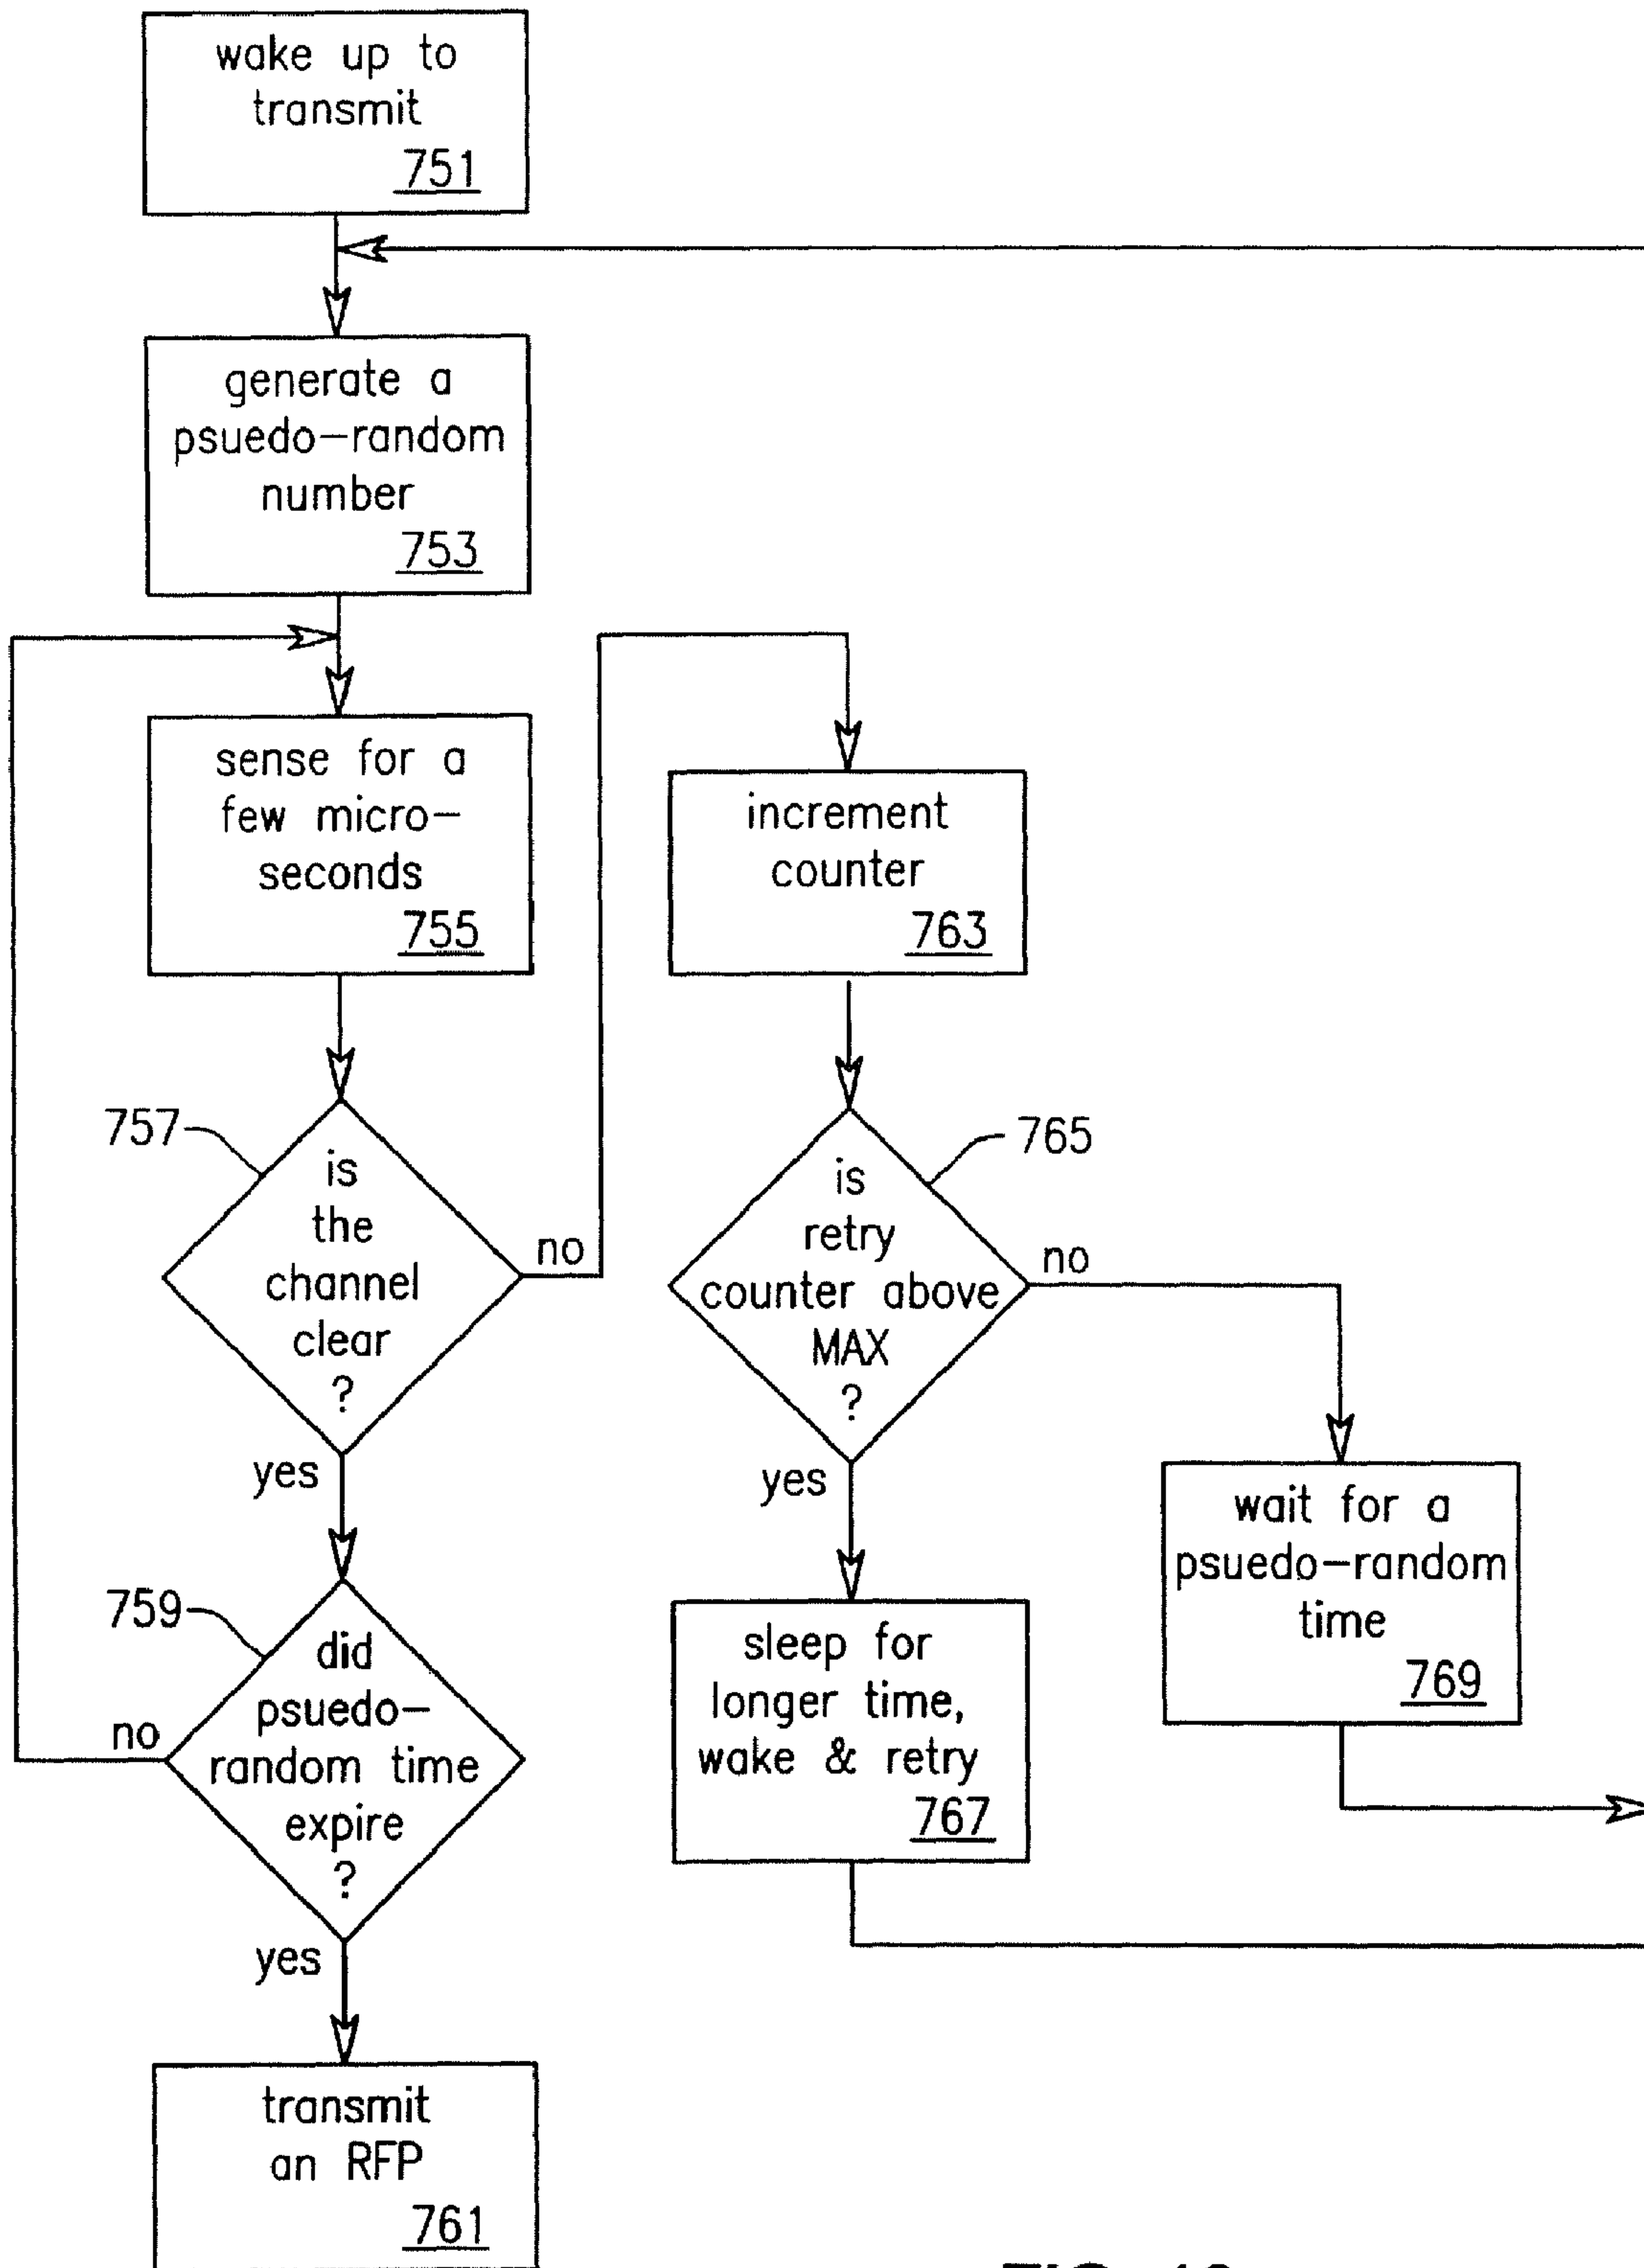 wake up to
transmit
751
generate a
psuedo-random
number
753
sense for a
few micro-
seconds
755
757
is
the
channel
clear
?
no
yes
759
did
psuedo-
random time
expire
?
no
yes
transmit
an RFP
761
increment
counter
763
765
is
retry
counter above
MAX
?
no
yes
sleep for
longer time,
wake & retry
767
wait for a
psuedo-random
time
769